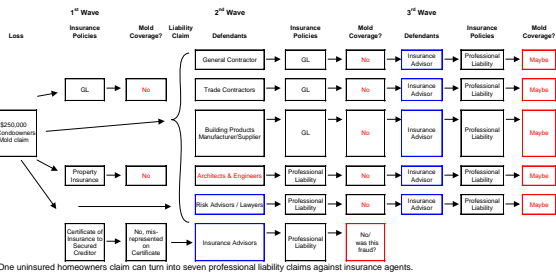 1st Wave 2nd Wave 3rd Wave
Loss Insurance Policies Mold Coverage? Liability Claim Defendants Insurance Policies Mold Coverage? Defendants Insurance Policies Mold Coverage?
General Contractor GL No Insurance Advisor Professional Liability Maybe
GL No Trade Contractors GL No Insurance Advisor Professional Liability Maybe
$250,000 Condoowners Mold claim Building Products Manufacturer/Supplier GL No Insurance Advisor Professional Liability Maybe
Property Insurance No Architects & Engineers Professional Liability No Insurance Advisor Professional Liability Maybe
Risk Advisors / Lawyers Professional Liability No Insurance Advisor Professional Liability Maybe
Certificate of Insurance to Secured Creditor No, mis-represented on Certificate Insurance Advisors Professional Liability No/ was this fraud?
One uninsured homeowners claim can turn into seven professional liability claims against insurance agents.